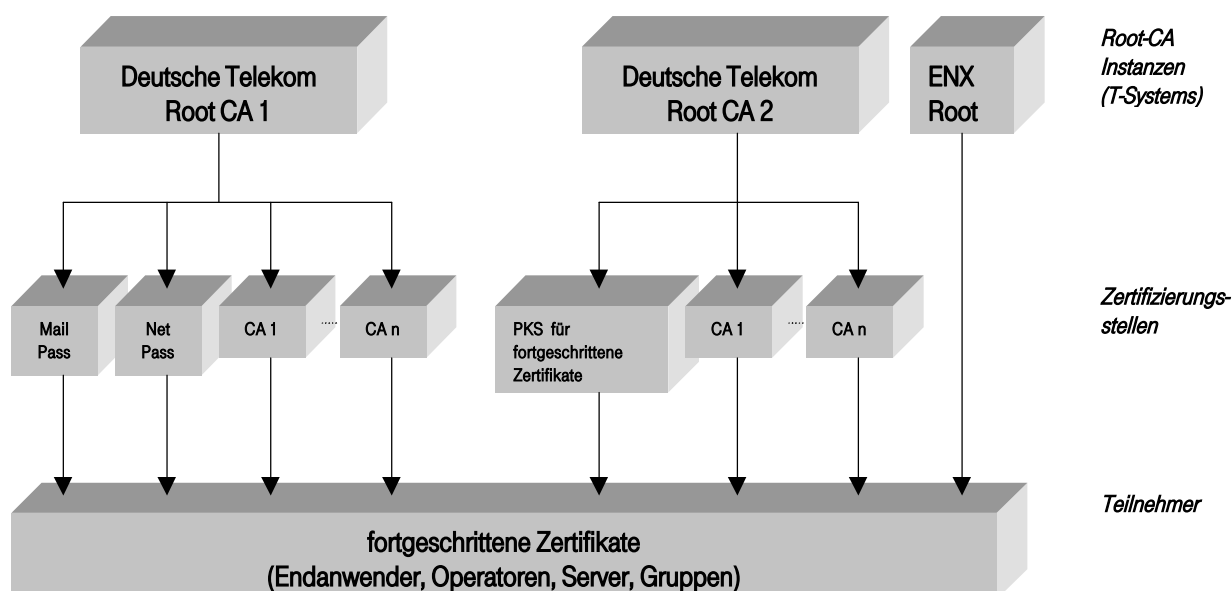 Deutsche Telekom
Root CA 1
Deutsche Telekom
Root CA 2
ENX
Root
Root-CA
Instanzen
(T-Systems)
Mail
Pass
Net
Pass
CA 1
.....
CA n
PKS für
fortgeschrittene
Zertifikate
CA 1
.....
CA n
Zertifizierungs-
stellen
Teilnehmer
fortgeschrittene Zertifikate
(Endanwender, Operatoren, Server, Gruppen)